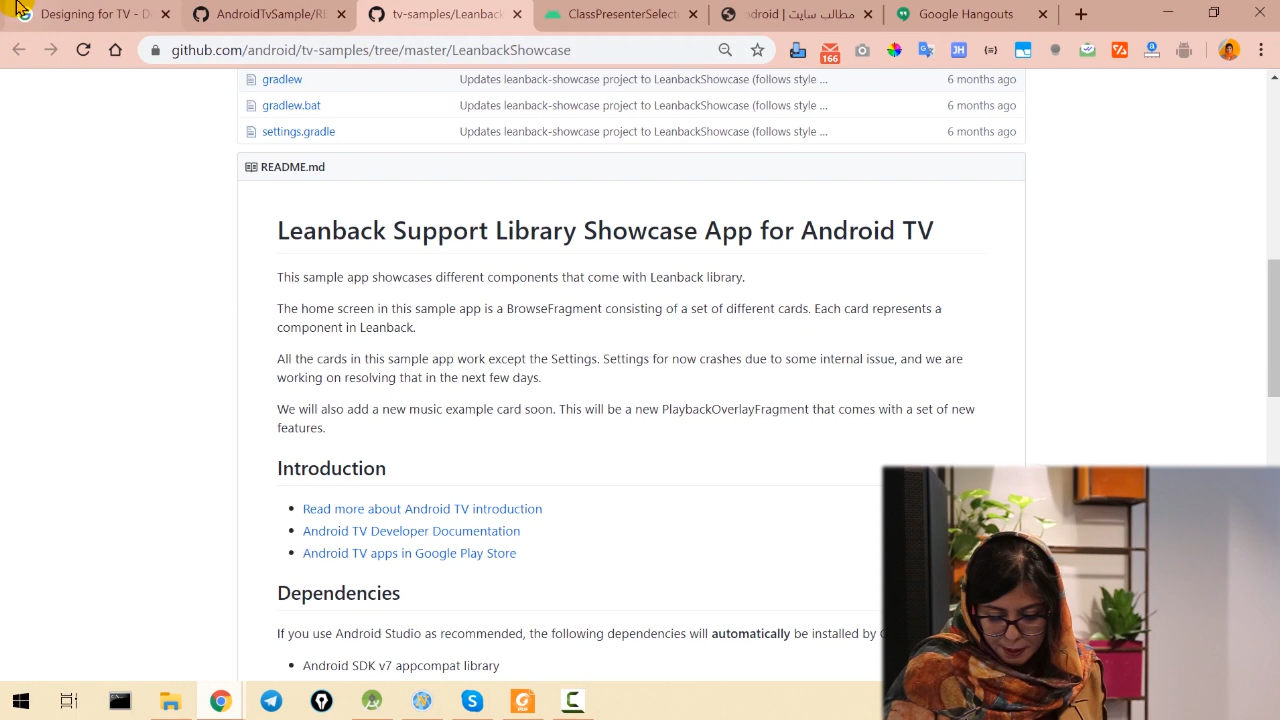 Designing for TV - D
AndroidTvSample/RE
tv-samples/Leanback
ClassPresenterSelect
مطالب سایت | android
Google Hangouts
github.com/android/tv-samples/tree/master/LeanbackShowcase
166
JH
gradlew Updates leanback-showcase project to LeanbackShowcase (follows style ... 6 months ago
gradlew.bat Updates leanback-showcase project to LeanbackShowcase (follows style ... 6 months ago
settings.gradle Updates leanback-showcase project to LeanbackShowcase (follows style ... 6 months ago
README.md
Leanback Support Library Showcase App for Android TV
This sample app showcases different components that come with Leanback library.
The home screen in this sample app is a BrowseFragment consisting of a set of different cards. Each card represents a
component in Leanback.
All the cards in this sample app work except the Settings. Settings for now crashes due to some internal issue, and we are
working on resolving that in the next few days.
We will also add a new music example card soon. This will be a new PlaybackOverlayFragment that comes with a set of new
features.
Introduction
Read more about Android TV introduction
Android TV Developer Documentation
Android TV apps in Google Play Store
Dependencies
If you use Android Studio as recommended, the following dependencies will automatically be installed by
Android SDK v7 appcompat library